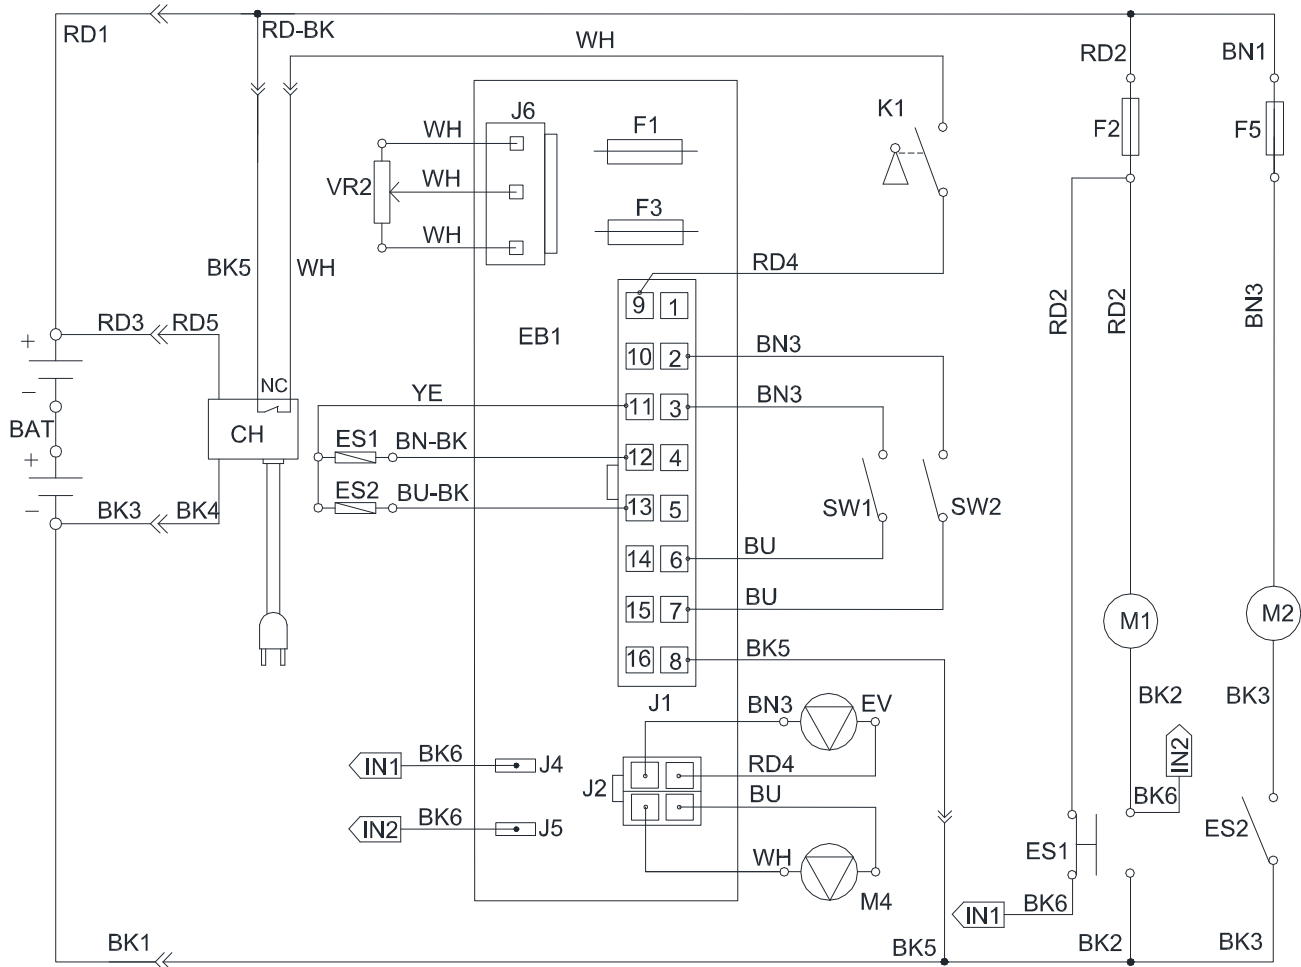 RD1
RD-BK
WH
RD2
BN1
J6
F1
K1
F2
F5
WH
VR2
WH
F3
WH
BK5
WH
RD4
RD2
RD2
BN3
9 1
RD3
RD5
EB1
10 2
BN3
+
−
NC
YE
11 3
BN3
BAT
CH
ES1
BN-BK
12 4
+
−
ES2
BU-BK
13 5
SW1
SW2
BK3
BK4
14 6
BU
15 7
BU
M1
M2
16 8
BK5
J1
BN3
EV
BK2
BK3
IN1
BK6
J4
RD4
IN2
J2
BU
BK6
IN2
BK6
J5
ES2
WH
ES1
M4
IN1
BK6
BK1
BK5
BK2
BK3